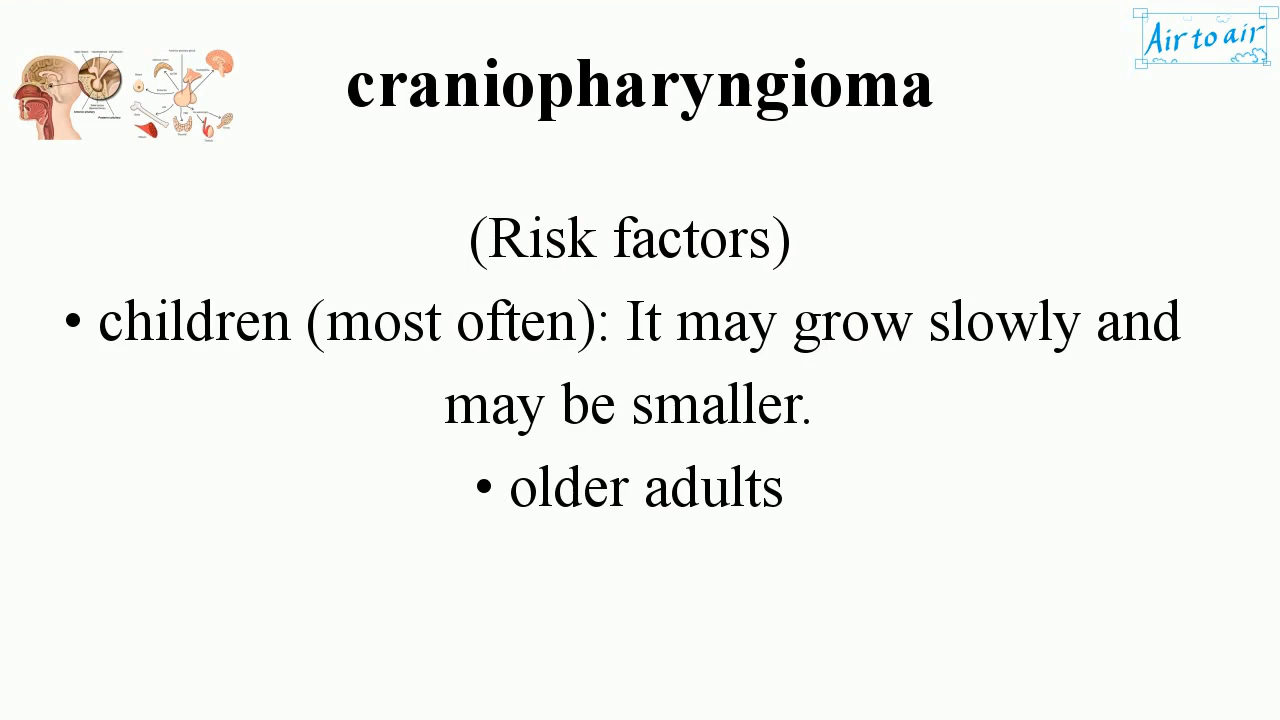 Air to air
craniopharyngioma
(Risk factors)
• children (most often): It may grow slowly and
may be smaller.
• older adults